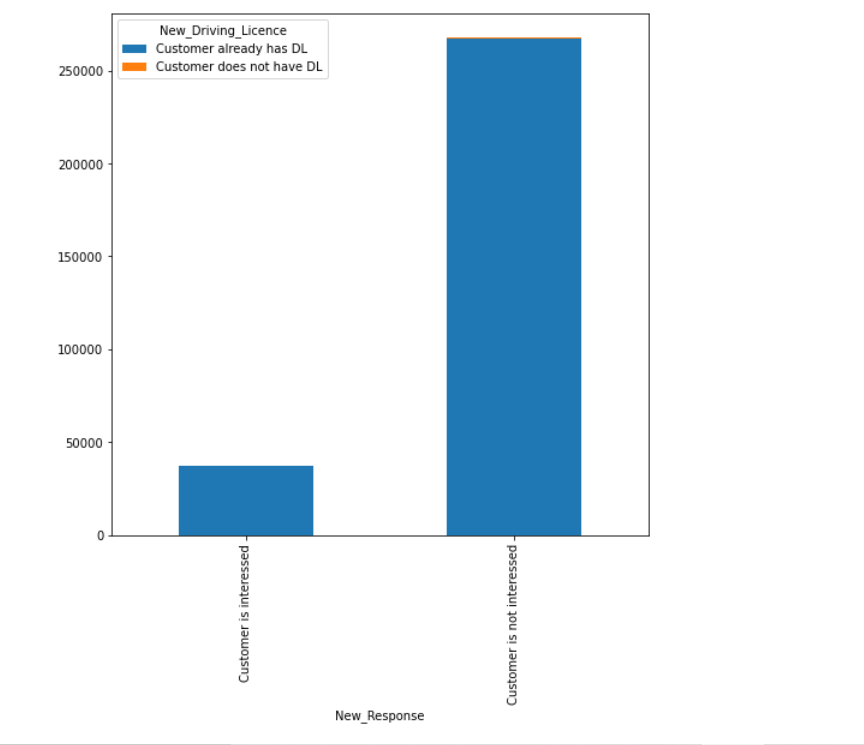 New_Driving_Licence
Customer already has DL
Customer does not have DL
250000
200000
150000
100000
50000
0
Customer is interessed
Customer is not interessed
New_Response